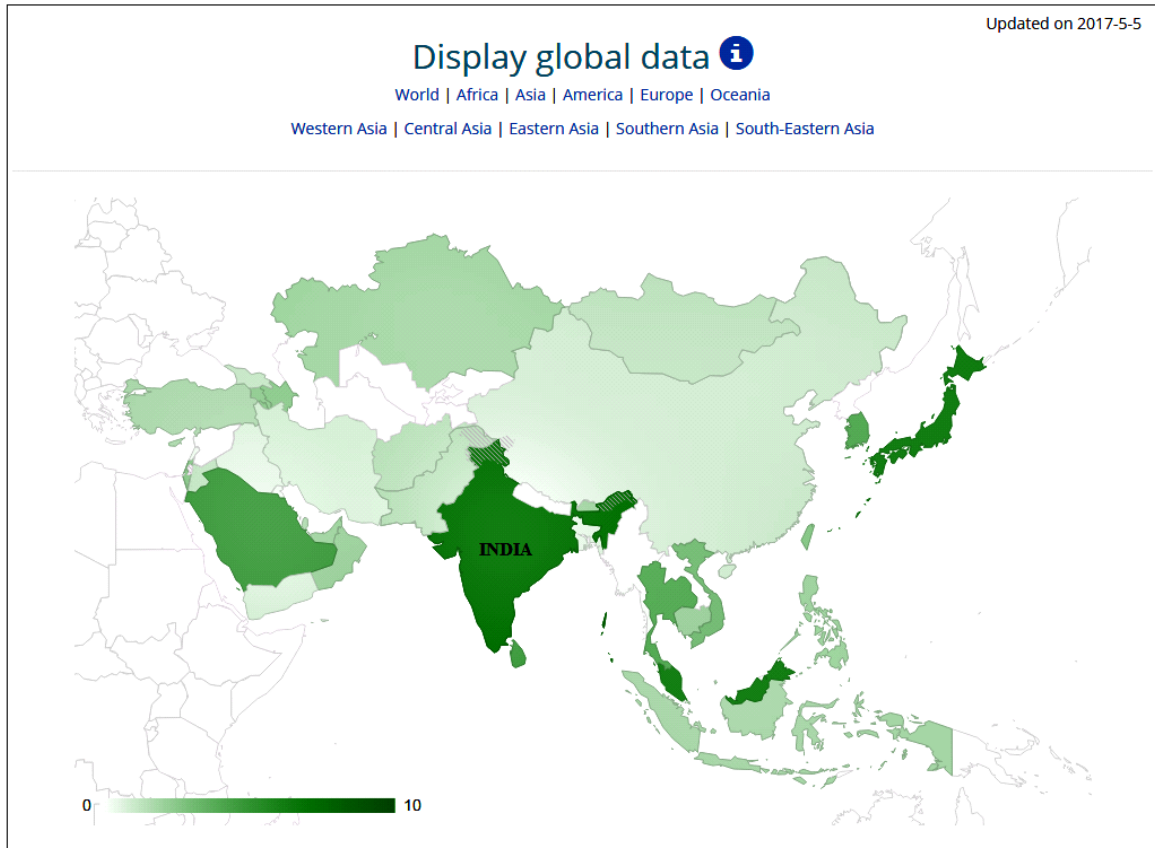 Updated on 2017-5-5
Display global data i
World | Africa | Asia | America | Europe | Oceania
Western Asia | Central Asia | Eastern Asia | Southern Asia | South-Eastern Asia
INDIA
0 10